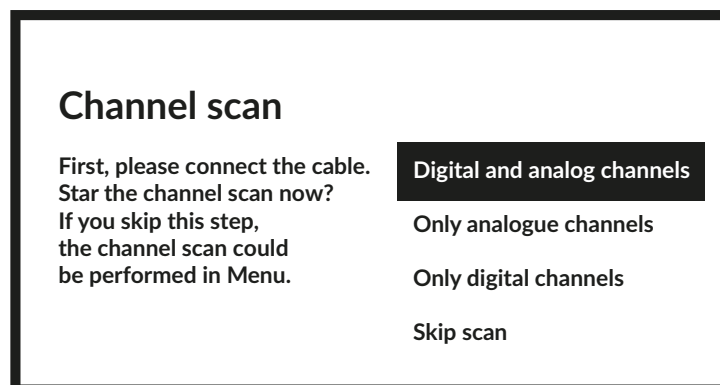 Channel scan
First, please connect the cable.
Star the channel scan now?
If you skip this step,
the channel scan could
be performed in Menu.
Digital and analog channels
Only analogue channels
Only digital channels
Skip scan